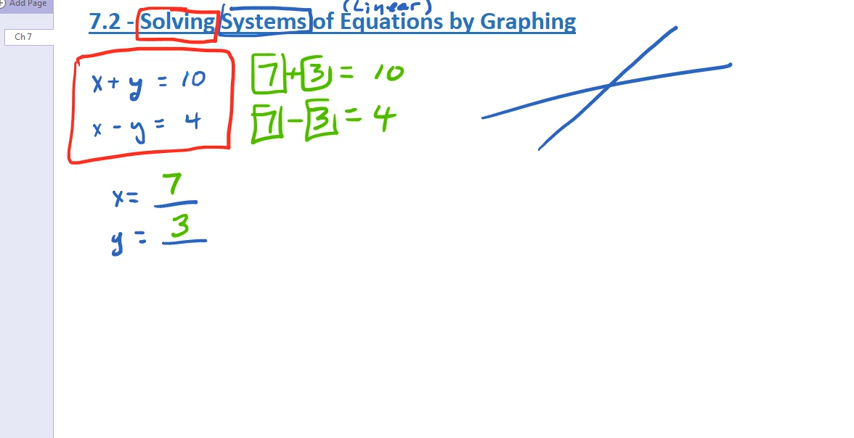 Add Page
Ch 7
(Linear)
7.2 - Solving Systems of Equations by Graphing
x + y = 10
x - y = 4
7 + 3 = 10
7 - 3 = 4
x = 7
y = 3